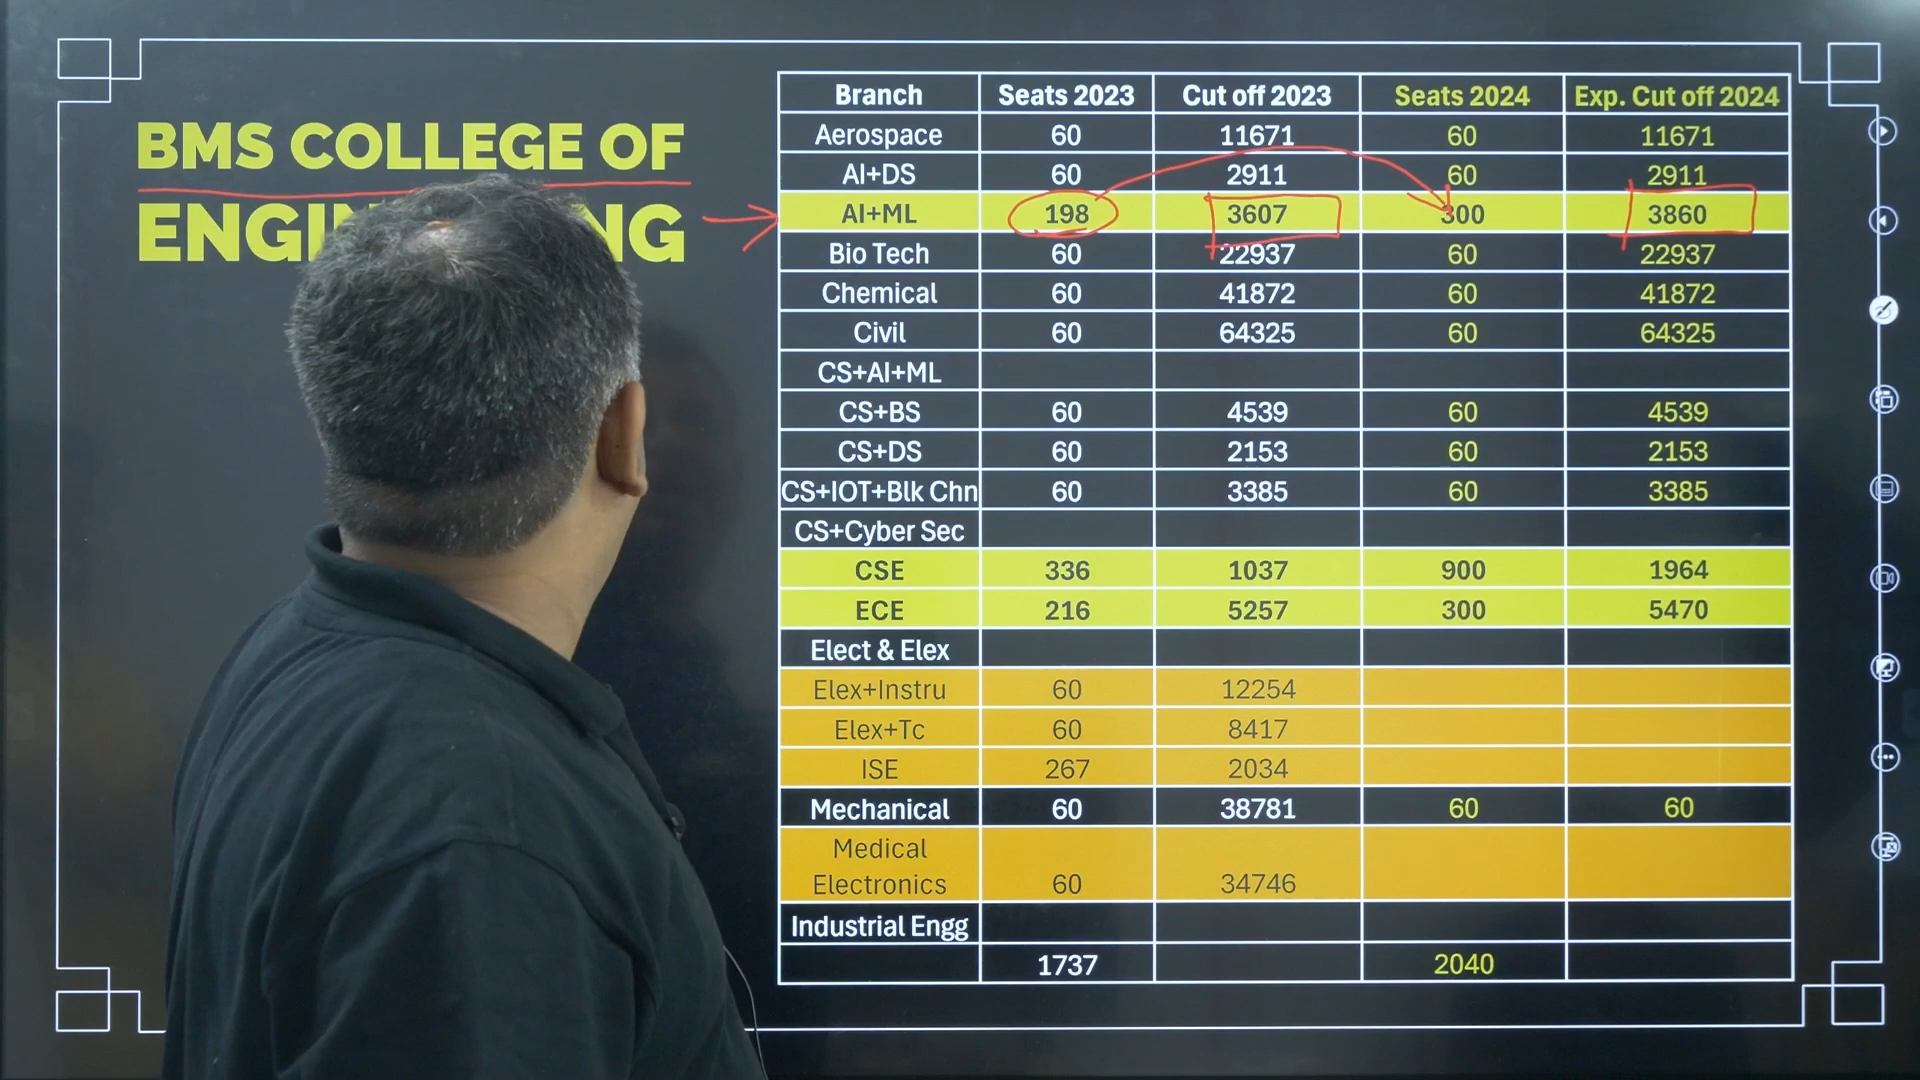 BMS COLLEGE OF
Branch Seats 2023 Cut off 2023 Seats 2024 Exp. Cut off 2024
Aerospace 60 11671 60 11671
AI+DS 60 2911 60 2911
AI+ML 198 3607 300 3860
Bio Tech 60 22937 60 22937
Chemical 60 41872 60 41872
Civil 60 64325 60 64325
CS+AI+ML
CS+BS 60 4539 60 4539
CS+DS 60 2153 60 2153
CS+IOT+Blk Chn 60 3385 60 3385
CS+Cyber Sec
CSE 336 1037 900 1964
ECE 216 5257 300 5470
Elect & Elex
Elex+Instru 60 12254
Elex+Tc 60 8417
ISE 267 2034
Mechanical 60 38781 60 60
Medical
Electronics 60 34746
Industrial Engg
1737 2040